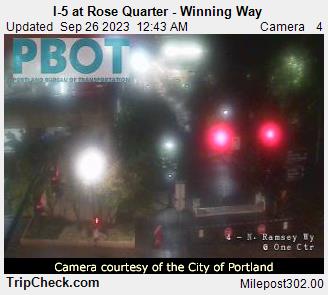 I-5 at Rose Quarter - Winning Way
Updated Sep 26 2023 12:43 AM Camera 4
PBOT
PORTLAND BUREAU OF TRANSPORTATION
4 - N. Ramsey Wy
@ One Ctr
Camera courtesy of the City of Portland
TripCheck.com Milepost302.00